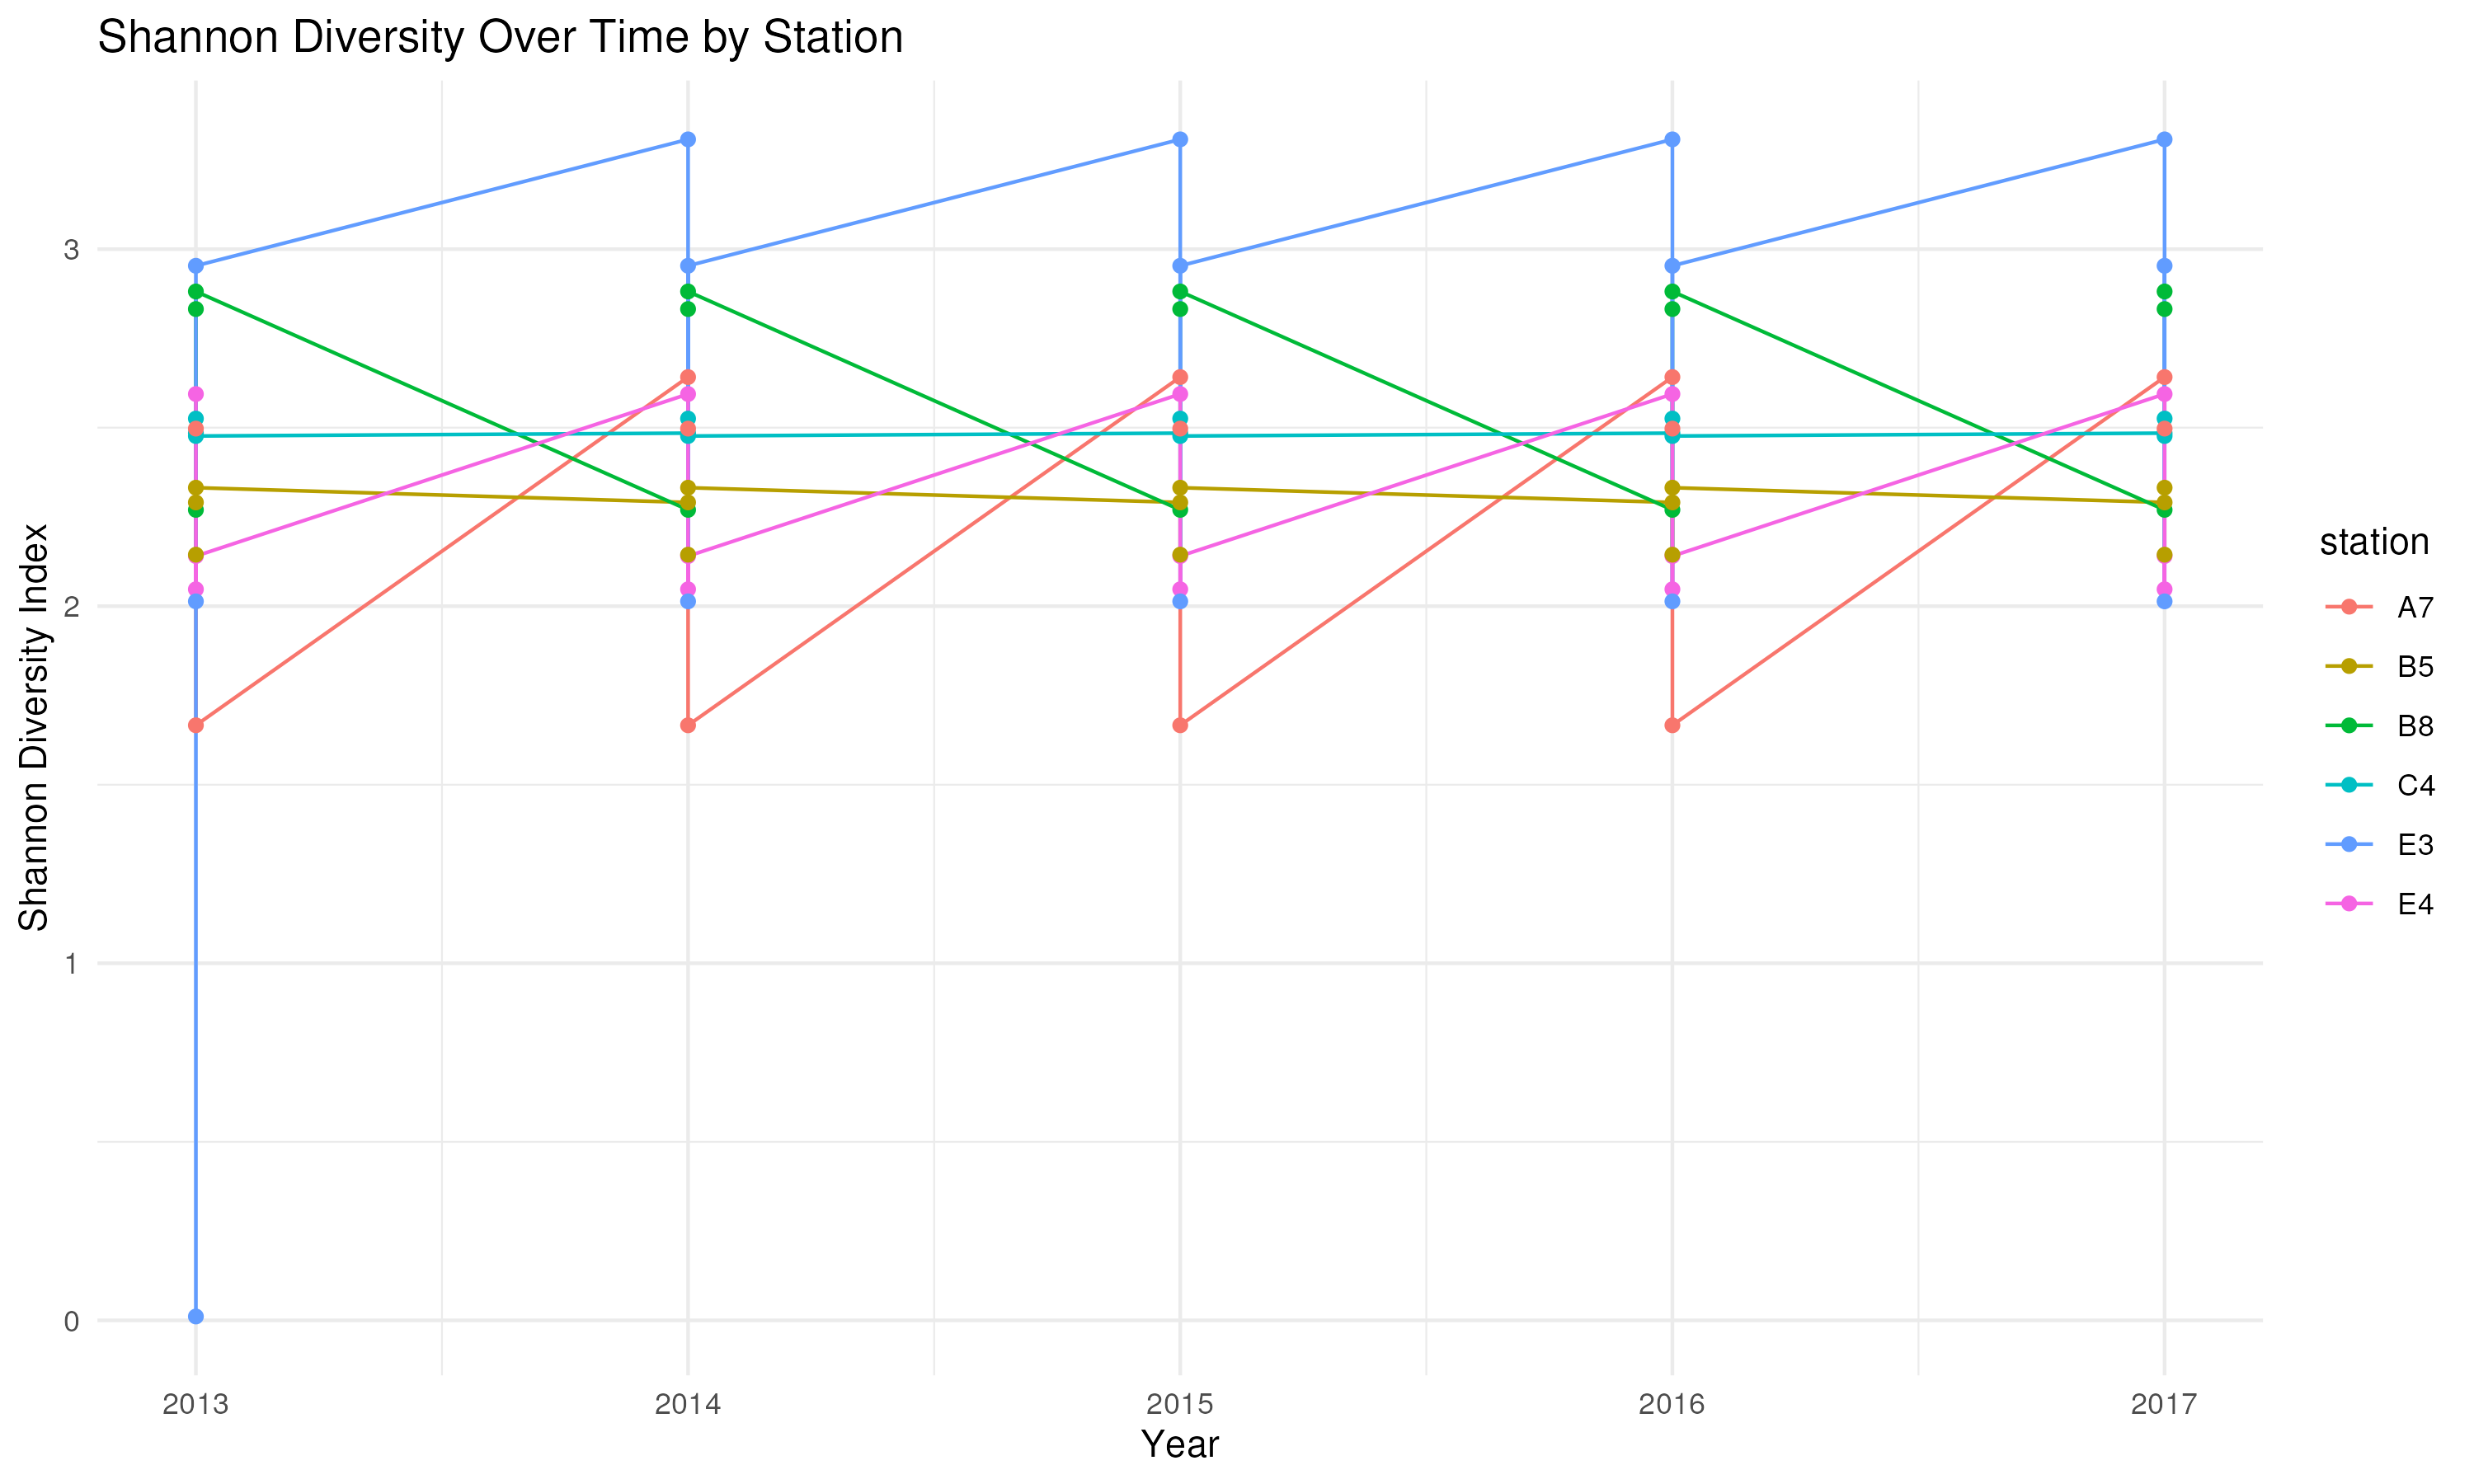 Shannon Diversity Over Time by Station
Shannon Diversity Index
3
2
1
0
2013 2014 2015 2016 2017
Year
station
A7
B5
B8
C4
E3
E4